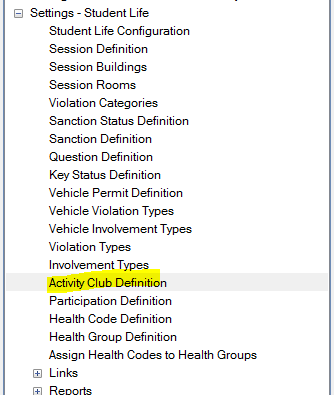 Settings - Student Life
Student Life Configuration
Session Definition
Session Buildings
Session Rooms
Violation Categories
Sanction Status Definition
Sanction Definition
Question Definition
Key Status Definition
Vehicle Permit Definition
Vehicle Violation Types
Vehicle Involvement Types
Violation Types
Involvement Types
Activity Club Definition
Participation Definition
Health Code Definition
Health Group Definition
Assign Health Codes to Health Groups
Links
Reports